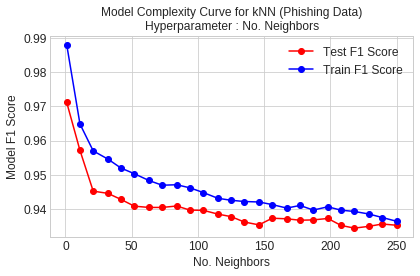 Model Complexity Curve for kNN (Phishing Data)
Hyperparameter : No. Neighbors
Test F1 Score
Train F1 Score
Model F1 Score
0.99
0.98
0.97
0.96
0.95
0.94
0
50
100
150
200
250
No. Neighbors